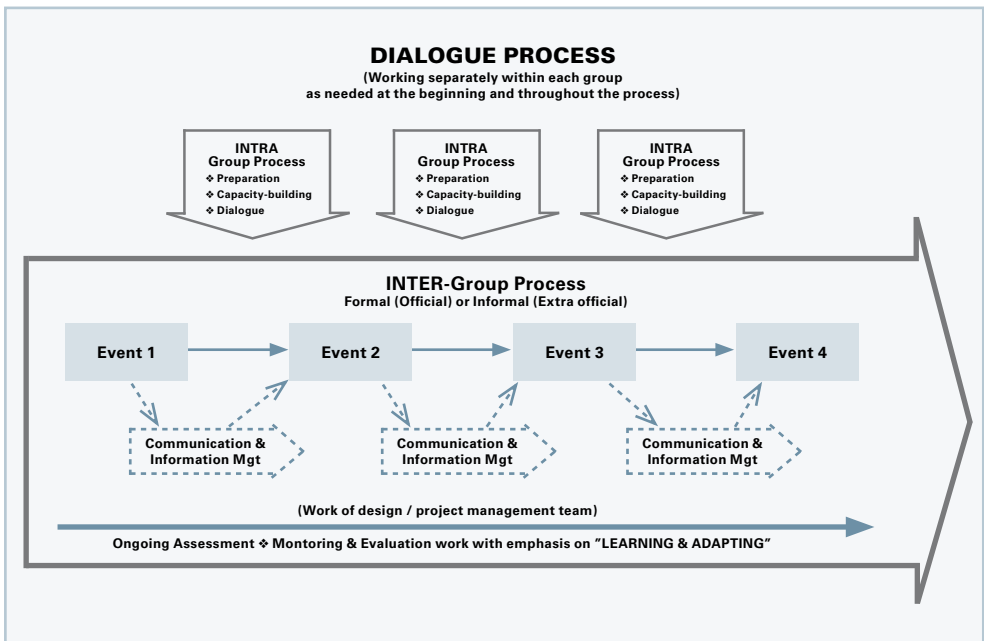 DIALOGUE PROCESS
(Working separately within each group
as needed at the beginning and throughout the process)
INTRA
Group Process
❖ Preparation
❖ Capacity-building
❖ Dialogue
INTRA
Group Process
❖ Preparation
❖ Capacity-building
❖ Dialogue
INTRA
Group Process
❖ Preparation
❖ Capacity-building
❖ Dialogue
INTER-Group Process
Formal (Official) or Informal (Extra official)
Event 1
Event 2
Event 3
Event 4
Communication &
Information Mgt
Communication &
Information Mgt
Communication &
Information Mgt
(Work of design / project management team)
Ongoing Assessment ❖ Montoring & Evaluation work with emphasis on "LEARNING & ADAPTING"